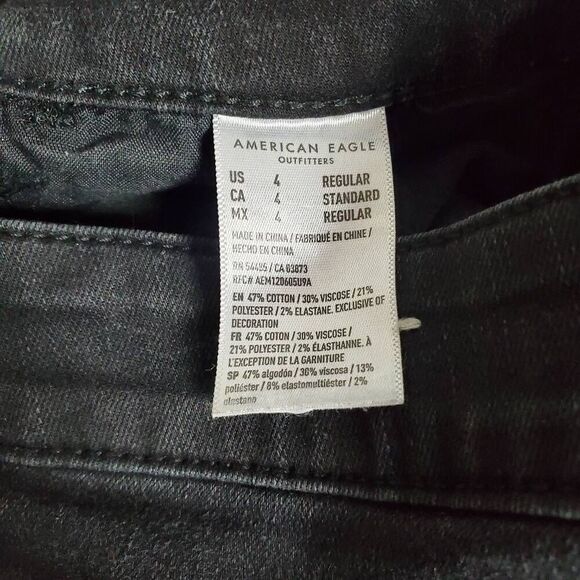 AMERICAN EAGLE
OUTFITTERS
US 4 REGULAR
CA 4 STANDARD
MX 4 REGULAR
MADE IN CHINA / FABRIQUÉ EN CHINE /
HECHO EN CHINA
RN 54485 / CA 03873
RFC# AEM120605U9A
EN 47% COTTON / 30% VISCOSE / 21%
POLYESTER / 2% ELASTANE. EXCLUSIVE OF
DECORATION
FR 47% COTON / 30% VISCOSE /
21% POLYESTER / 2% ÉLASTHANNE. À
L'EXCEPTION DE LA GARNITURE
SP 47% algodón / 36% viscosa / 13%
poliéster / 8% elastomultiéster / 2%
elastano